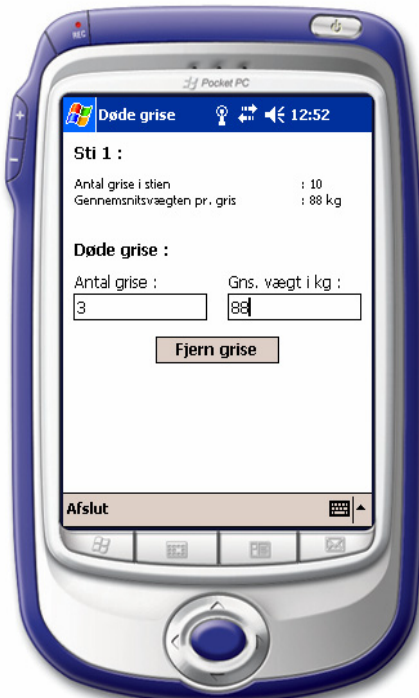 REC
Pocket PC
Døde grise 12:52
Sti 1 :
Antal grise i stien : 10
Gennemsnitsvægten pr. gris : 88 kg
Døde grise :
Antal grise : Gns. vægt i kg :
3 88
Fjern grise
Afslut